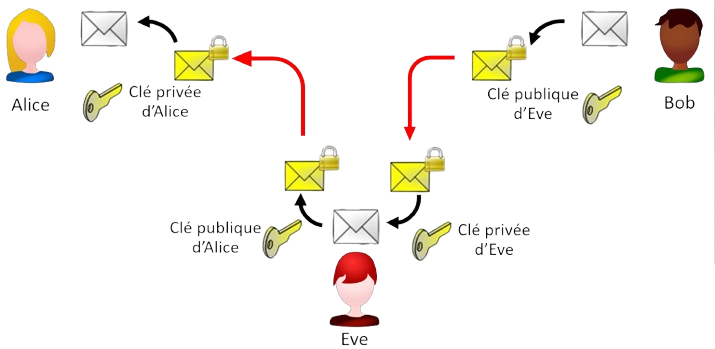 Alice
Clé privée
d'Alice
Clé publique
d'Eve
Bob
Clé publique
d'Alice
Clé privée
d'Eve
Eve